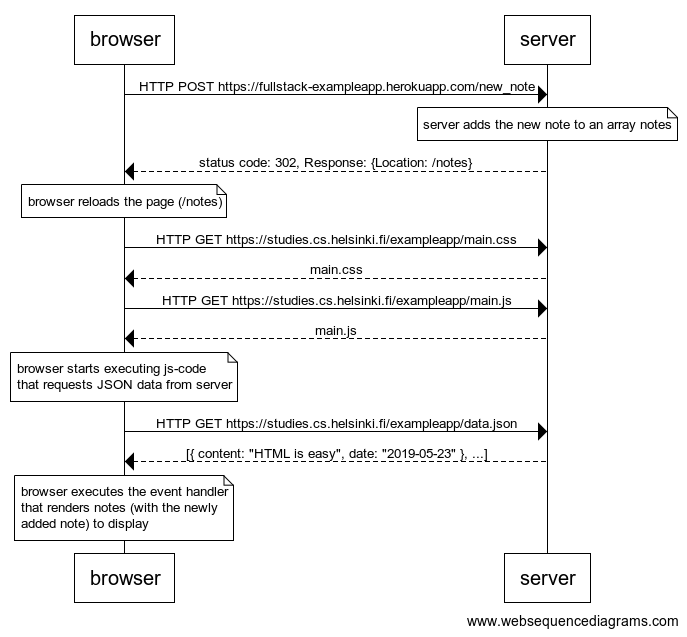 browser
server
HTTP POST https://fullstack-exampleapp.herokuapp.com/new_note
server adds the new note to an array notes
status code: 302, Response: {Location: /notes}
browser reloads the page (/notes)
HTTP GET https://studies.cs.helsinki.fi/exampleapp/main.css
main.css
HTTP GET https://studies.cs.helsinki.fi/exampleapp/main.js
main.js
browser starts executing js-code
that requests JSON data from server
HTTP GET https://studies.cs.helsinki.fi/exampleapp/data.json
[{ content: "HTML is easy", date: "2019-05-23" }, ...]
browser executes the event handler
that renders notes (with the newly
added note) to display
browser
server
www.websequencediagrams.com